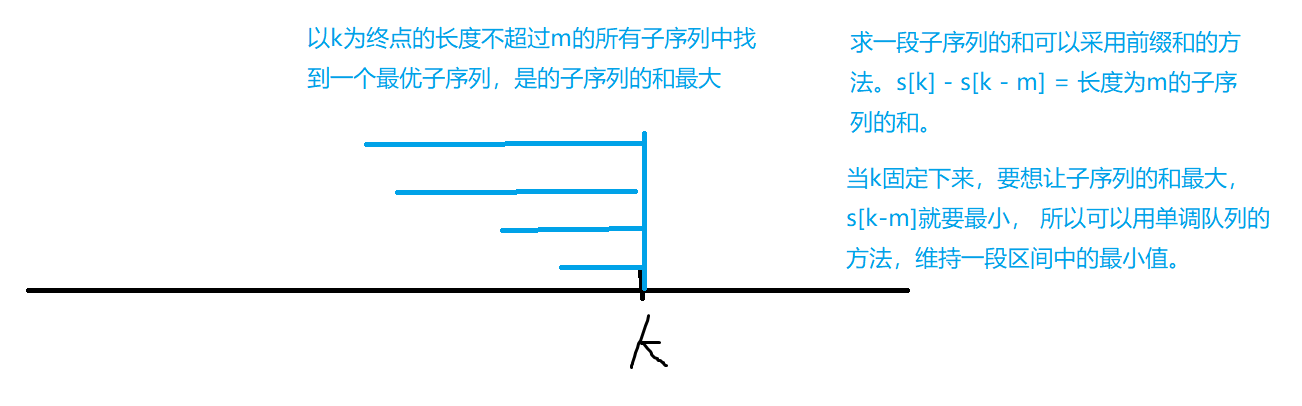 以k为终点的长度不超过m的所有子序列中找
到一个最优子序列，是的子序列的和最大
求一段子序列的和可以采用前缀和的方
法。s[k] - s[k - m] = 长度为m的子序
列的和。
当k固定下来，要想让子序列的和最大，
s[k-m]就要最小， 所以可以用单调队列的
方法，维持一段区间中的最小值。
k